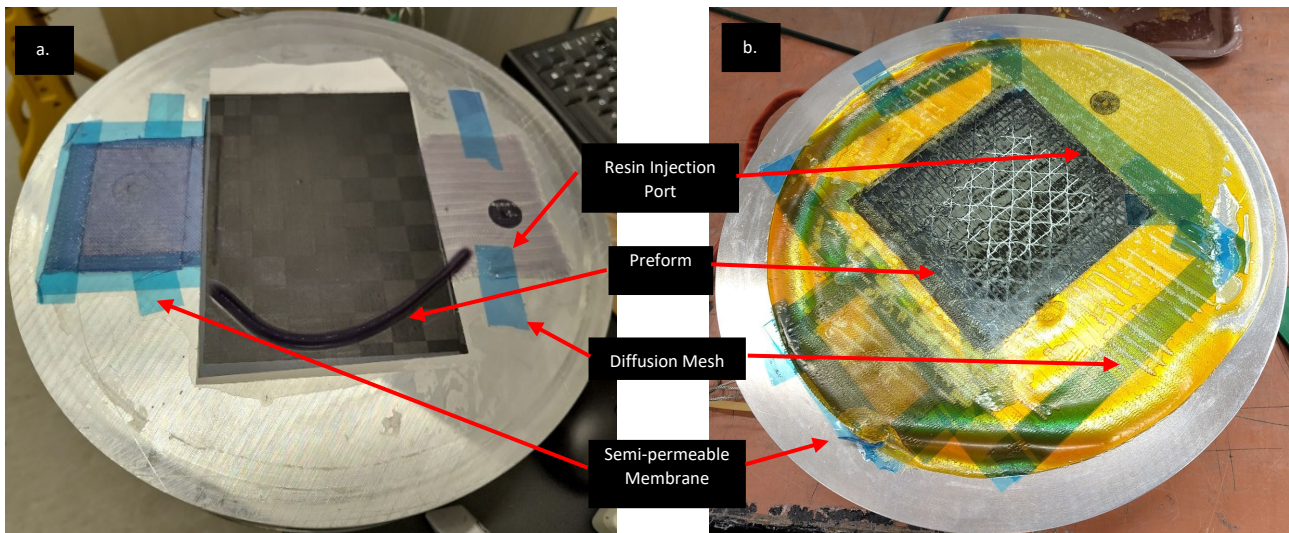 a.
b.
Resin Injection
Port
Preform
Diffusion Mesh
Semi-permeable
Membrane